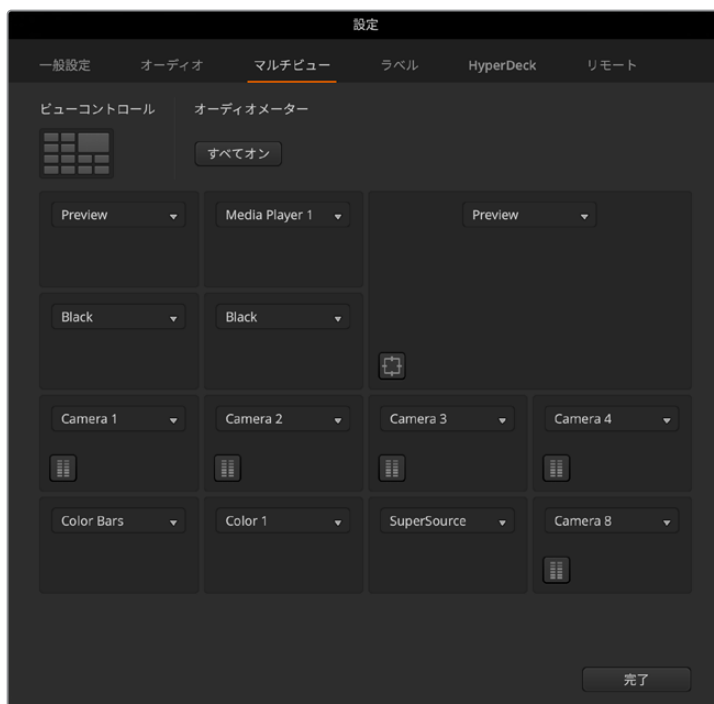 設定
一般設定 オーディオ マルチビュー ラベル HyperDeck リモート
ビューコントロール オーディオメーター
すべてオン
Preview Media Player 1 Preview
Black Black
Camera 1 Camera 2 Camera 3 Camera 4
Color Bars Color 1 SuperSource Camera 8
完了